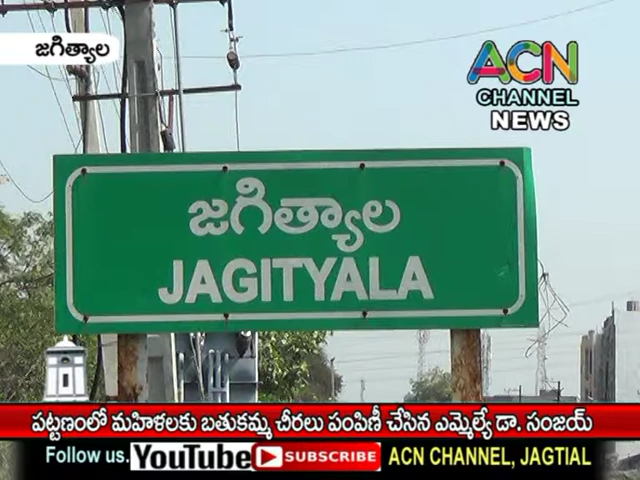 జగిత్యాల
ACN
CHANNEL
NEWS
జగిత్యాల
JAGITYALA
పట్టణంలో మహిళలకు బతుకమ్మ చీరలు పంపిణీ చేసిన ఎమ్మెల్యే డా. సంజయ్
Follow us. YouTube SUBSCRIBE ACN CHANNEL, JAGTIAL